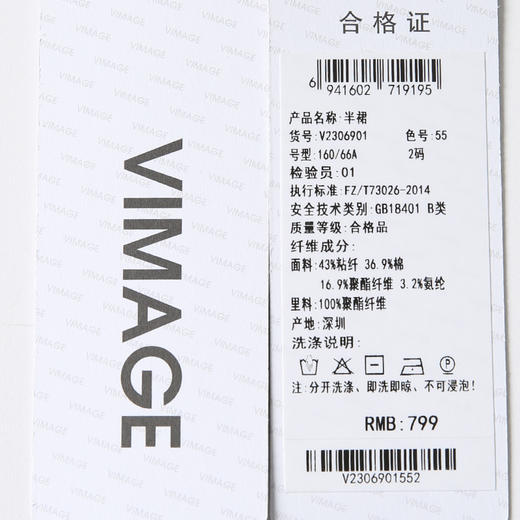 VIMAGE
合格证
6 941602 719195
产品名称:半裙
货号:V2306901 色号:55
号型:160/66A 2码
检验员:01
执行标准:FZ/T73026-2014
安全技术类别:GB18401 B类
质量等级:合格品
纤维成分:
面料:43%粘纤 36.9%棉
16.9%聚酯纤维 3.2%氨纶
里料:100%聚酯纤维
产地:深圳
洗涤说明:
注:分开洗涤、即洗即晾、不可浸泡!
RMB:799
V2306901552